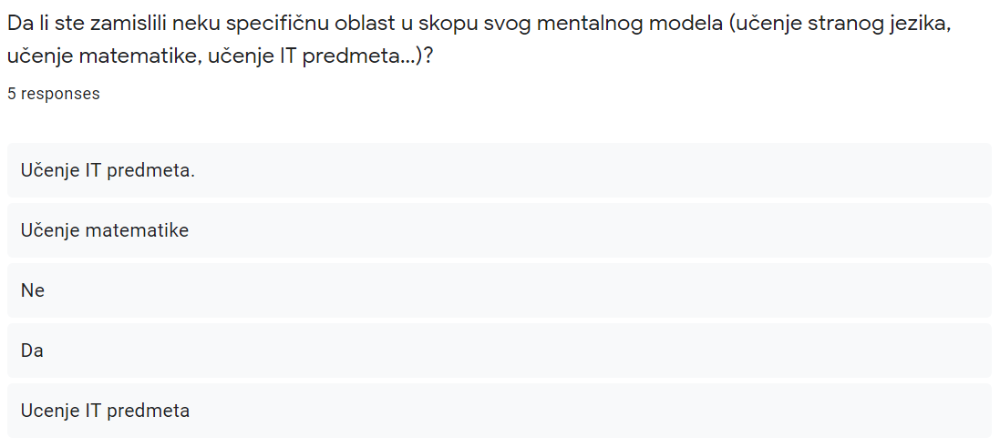 Da li ste zamislili neku specifičnu oblast u skopu svog mentalnog modela (učenje stranog jezika,
učenje matematike, učenje IT predmeta...)?
5 responses
Učenje IT predmeta.
Učenje matematike
Ne
Da
Ucenje IT predmeta